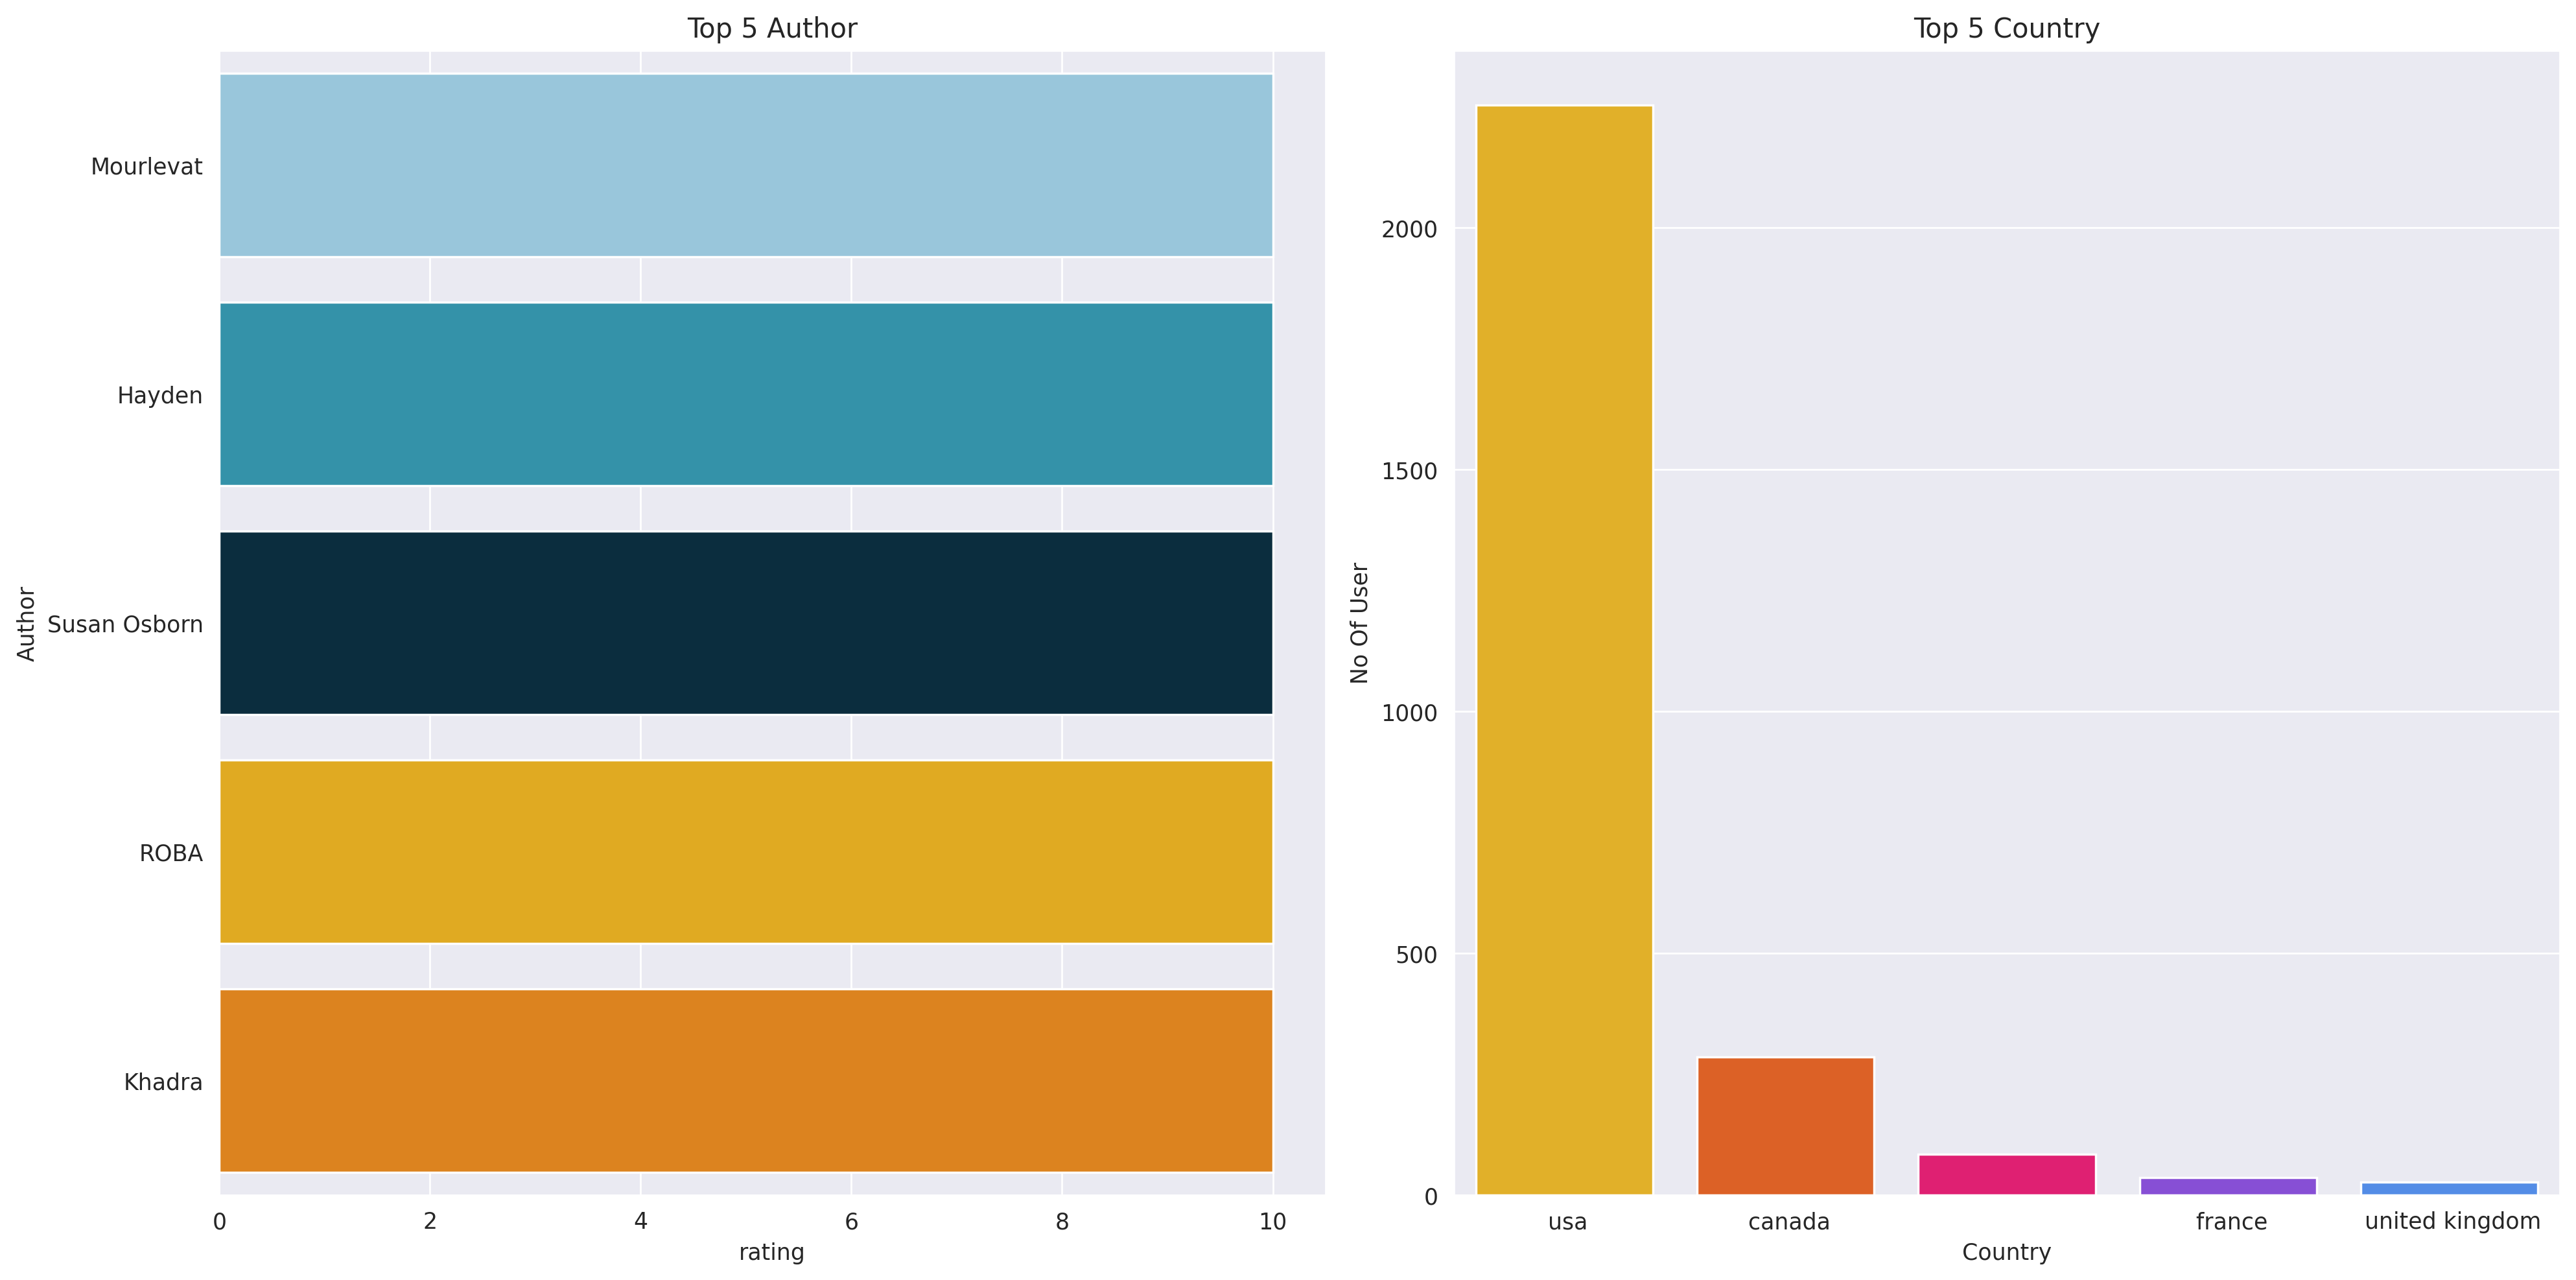 Top 5 Author
Mourlevat
Hayden
Susan Osborn
ROBA
Khadra
Author
0 2 4 6 8 10
rating
Top 5 Country
2000
1500
1000
500
0
No Of User
usa canada france united kingdom
Country